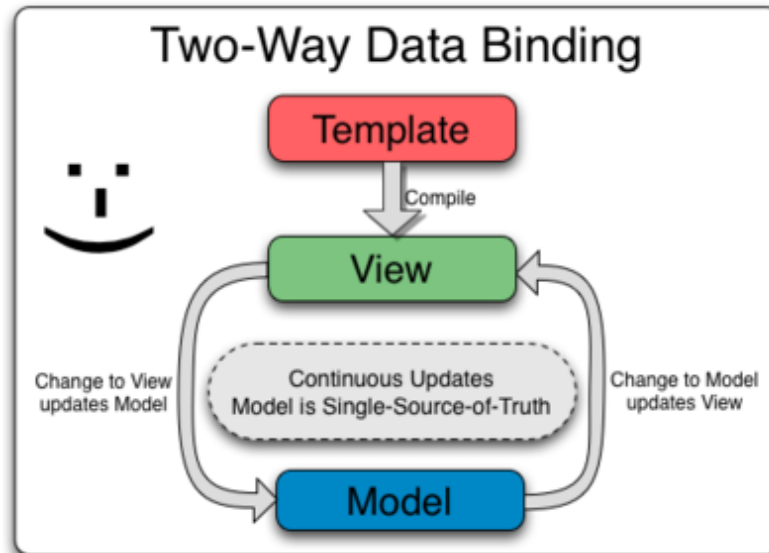 Two-Way Data Binding
Template
Compile
View
Change to View
updates Model
Continuous Updates
Model is Single-Source-of-Truth
Change to Model
updates View
Model